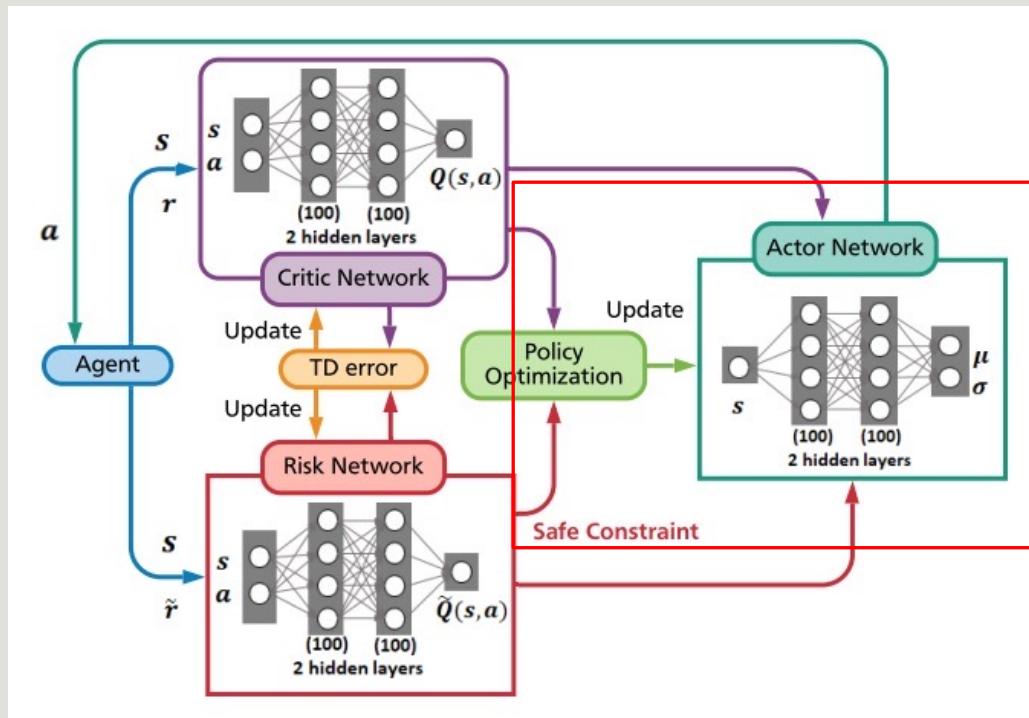 a
s
r
s
a
Q(s,a)
(100) (100)
2 hidden layers
Critic Network
Actor Network
Update
Update
Agent
TD error
Policy
Optimization
s
μ
σ
(100) (100)
2 hidden layers
Update
Risk Network
Safe Constraint
s
r̃
s
a
Q̃(s,a)
(100) (100)
2 hidden layers